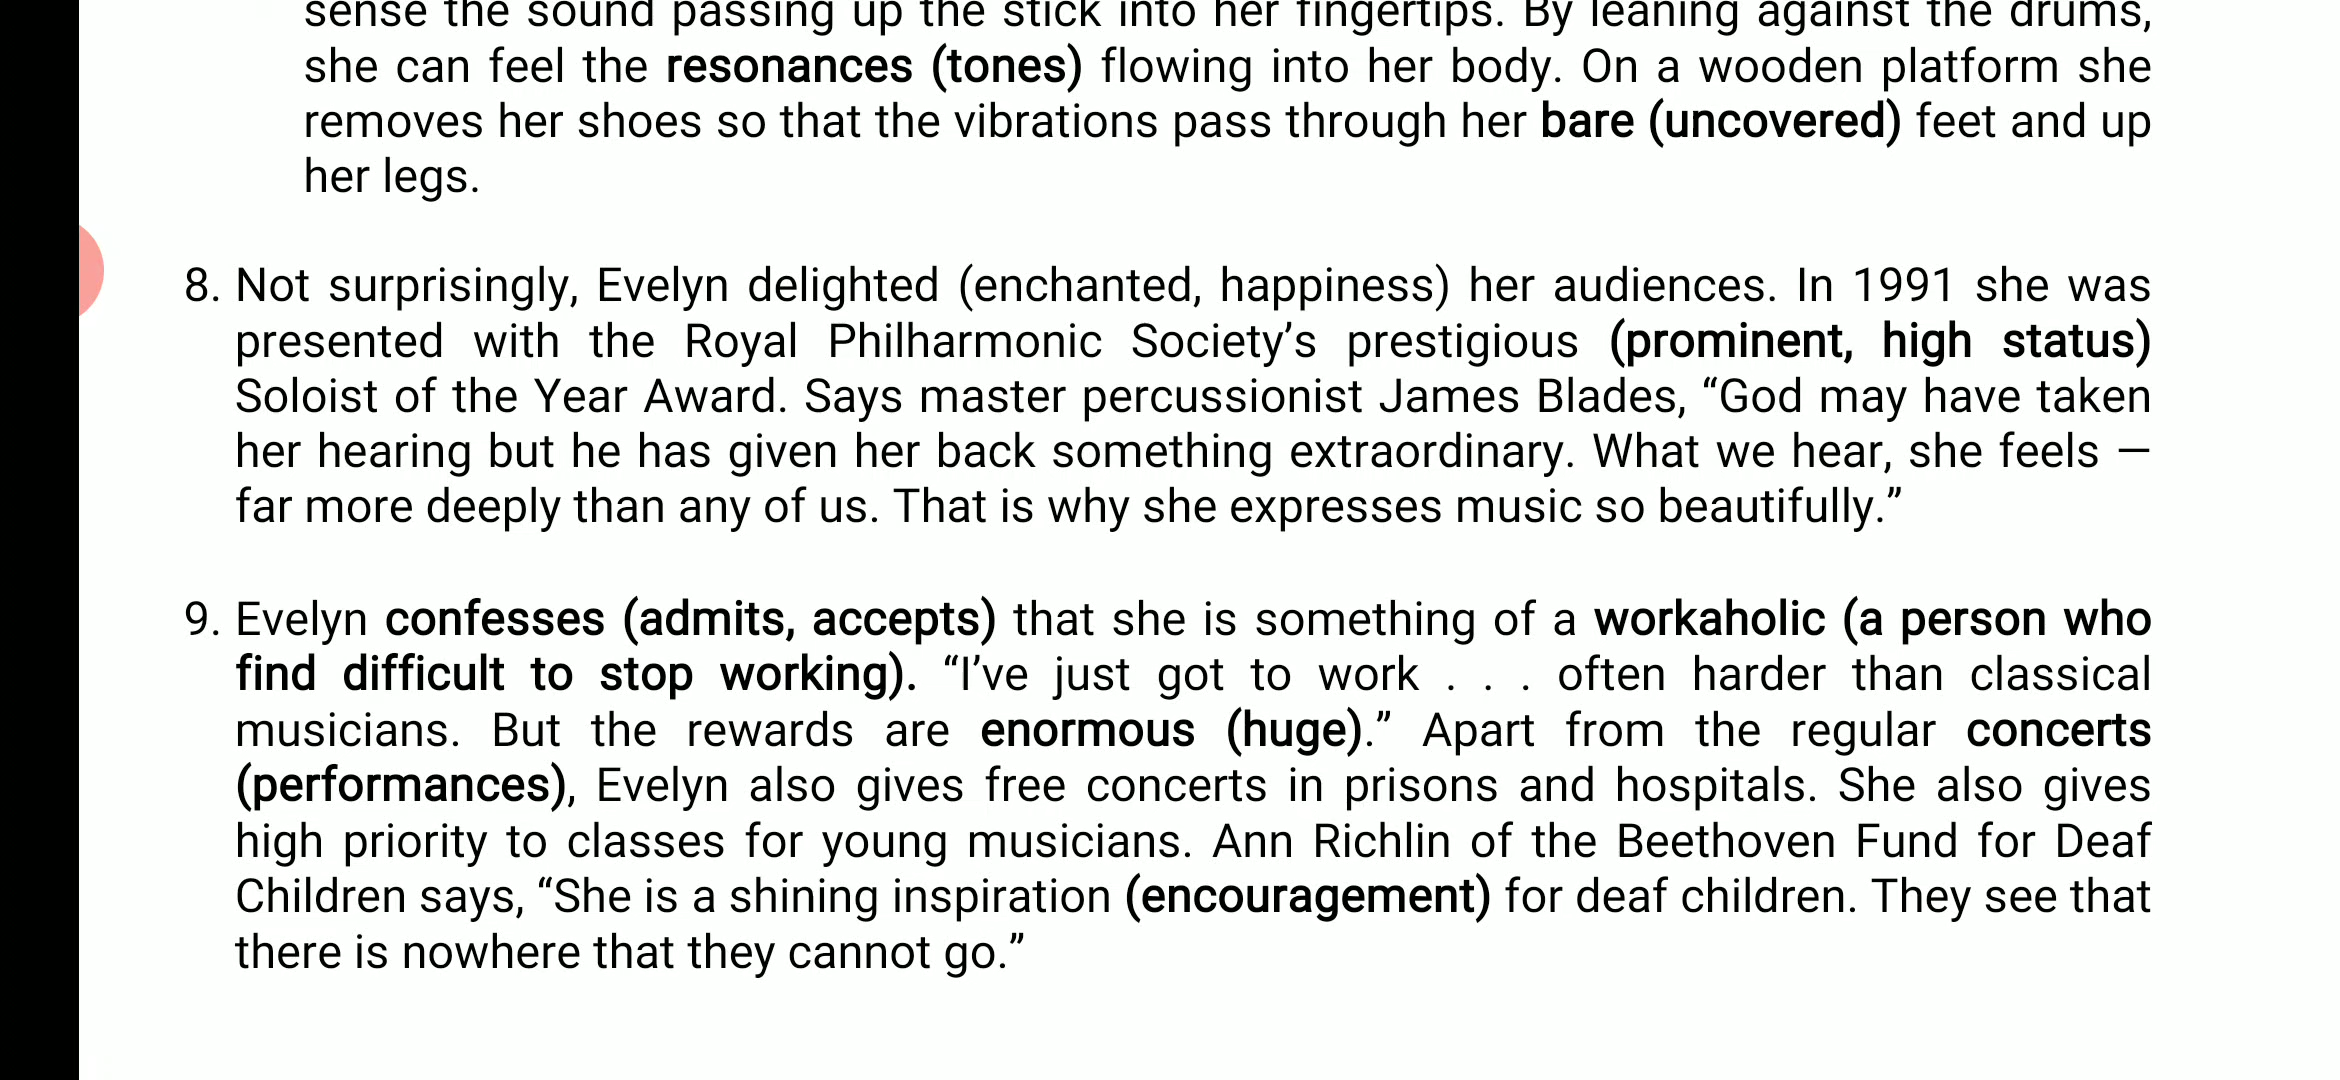 sense the sound passing up the stick into her fingertips. By leaning against the drums,
she can feel the resonances (tones) flowing into her body. On a wooden platform she
removes her shoes so that the vibrations pass through her bare (uncovered) feet and up
her legs.
8. Not surprisingly, Evelyn delighted (enchanted, happiness) her audiences. In 1991 she was
presented with the Royal Philharmonic Society’s prestigious (prominent, high status)
Soloist of the Year Award. Says master percussionist James Blades, “God may have taken
her hearing but he has given her back something extraordinary. What we hear, she feels —
far more deeply than any of us. That is why she expresses music so beautifully.”
9. Evelyn confesses (admits, accepts) that she is something of a workaholic (a person who
find difficult to stop working). “I’ve just got to work . . . often harder than classical
musicians. But the rewards are enormous (huge).” Apart from the regular concerts
(performances), Evelyn also gives free concerts in prisons and hospitals. She also gives
high priority to classes for young musicians. Ann Richlin of the Beethoven Fund for Deaf
Children says, “She is a shining inspiration (encouragement) for deaf children. They see that
there is nowhere that they cannot go.”